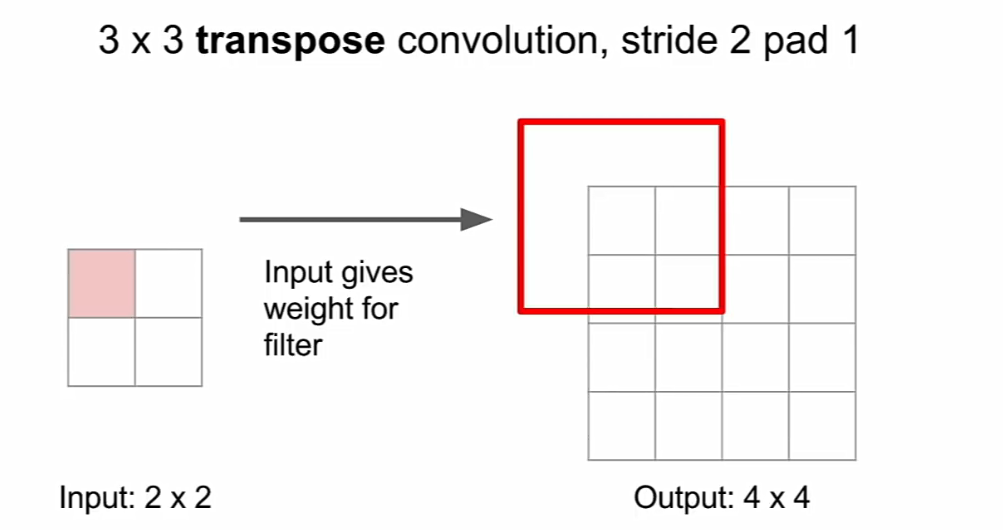 3 x 3 transpose convolution, stride 2 pad 1
Input gives
weight for
filter
Input: 2 x 2
Output: 4 x 4